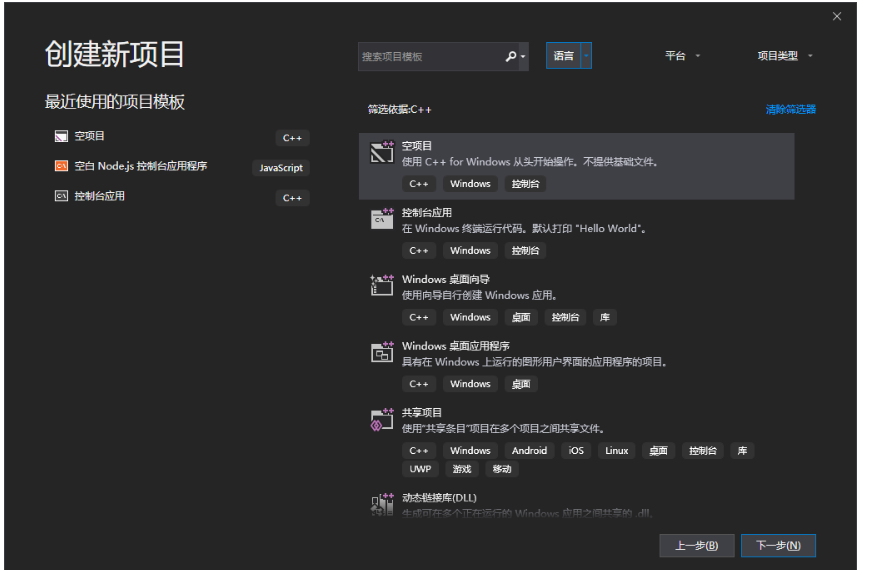 创建新项目
最近使用的项目模板
空项目 C++
空白 Node.js 控制台应用程序 JavaScript
控制台应用 C++
搜索项目模板 语言 平台 项目类型
筛选依据:C++ 清除筛选器
空项目
使用 C++ for Windows 从头开始操作。不提供基础文件。
C++ Windows 控制台
控制台应用
在 Windows 终端运行代码。默认打印 "Hello World"。
C++ Windows 控制台
Windows 桌面向导
使用向导自行创建 Windows 应用。
C++ Windows 桌面 控制台 库
Windows 桌面应用程序
具有在 Windows 上运行的图形用户界面的应用程序的项目。
C++ Windows 桌面
共享项目
使用"共享条目"项目在多个项目之间共享文件。
C++ Windows Android iOS Linux 桌面 控制台 库
UWP 游戏 移动
动态链接库(DLL)
生成可在多个正在运行的 Windows 应用之间共享的 .dll。
上一步(B) 下一步(N)